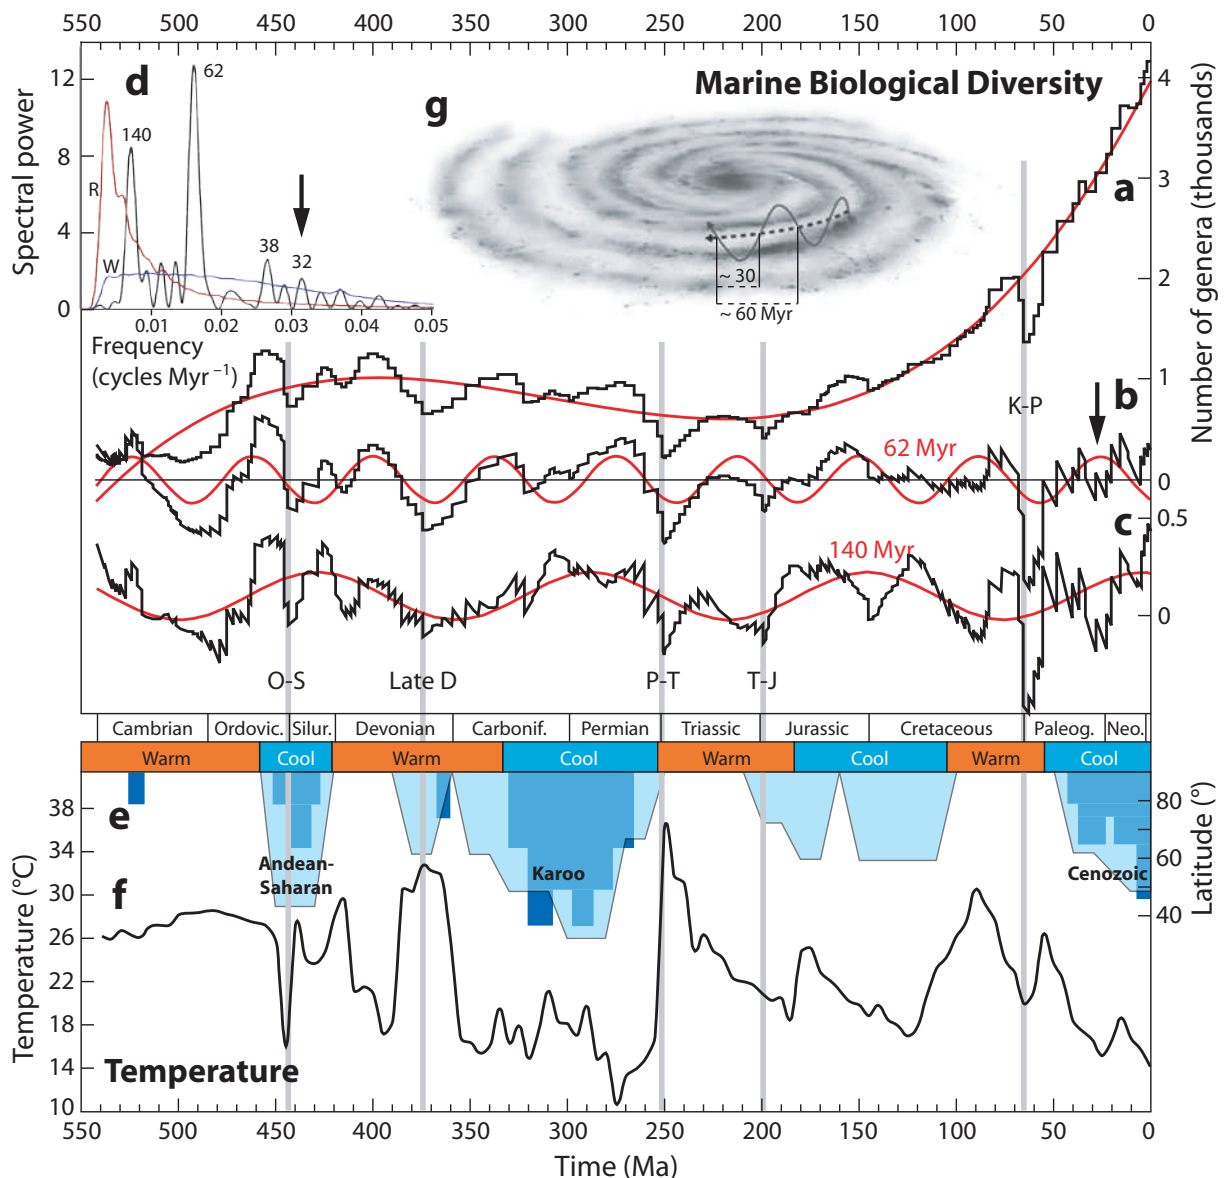 550 500 450 400 350 300 250 200 150 100 50 0
Marine Biological Diversity
d
g
a
b
c
e
f
Spectral power
12
8
4
0
140
62
38
32
R
W
0.01 0.02 0.03 0.04 0.05
Frequency
(cycles Myr −1)
~ 30
~ 60 Myr
4
3
2
1
0
0.5
0
Number of genera (thousands)
K-P
62 Myr
140 Myr
O-S
Late D
P-T
T-J
Cambrian Ordovic. Silur. Devonian Carbonif. Permian Triassic Jurassic Cretaceous Paleog. Neo.
Warm Cool Warm Cool Warm Cool Warm Cool
38
34
30
26
22
18
14
10
Temperature (°C)
80
60
40
Latitude (°)
Andean-
Saharan
Karoo
Cenozoic
Temperature
550 500 450 400 350 300 250 200 150 100 50 0
Time (Ma)